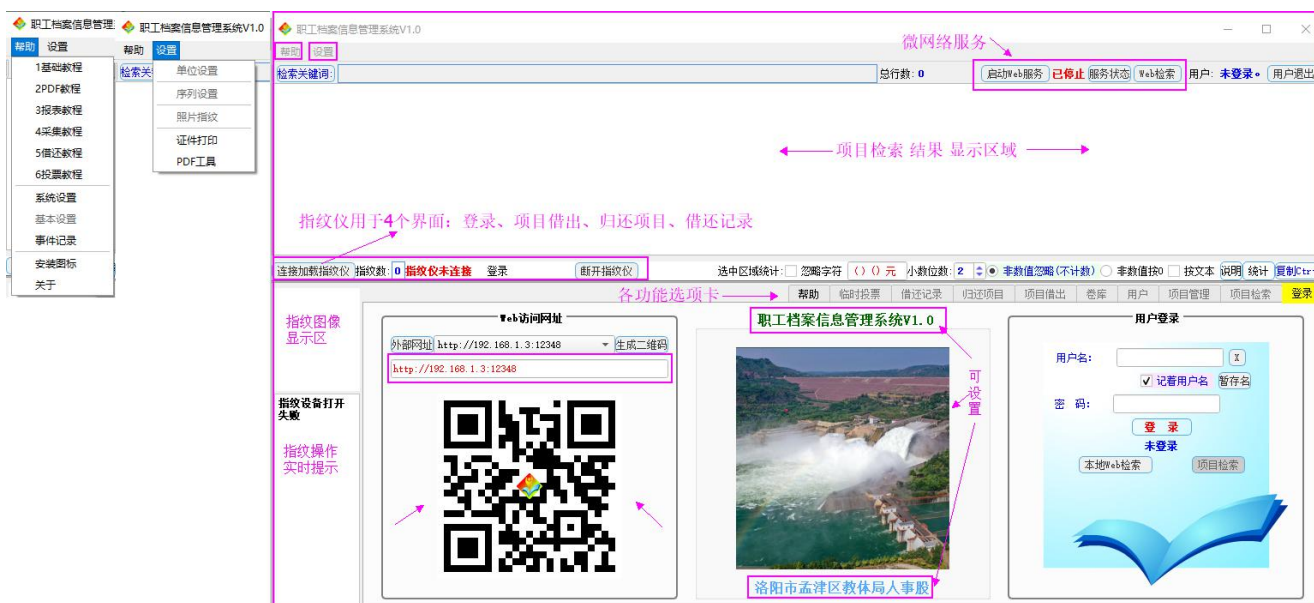 职工档案信息管理
帮助 设置
1基础教程
2PDF教程
3报表教程
4采集教程
5借还教程
6投票教程
系统设置
基本设置
事件记录
安装图标
关于
职工档案信息管理系统V1.0
帮助 设置
检索关
单位设置
序列设置
照片指纹
证件打印
PDF工具
职工档案信息管理系统V1.0
微网络服务
帮助 设置
检索关键词:
总行数: 0
启动Web服务 已停止 服务状态 Web检索 用户: 未登录。 用户退出
项目检索 结果 显示区域
指纹仪用于4个界面：登录、项目借出、归还项目、借还记录
连接加载指纹仪 指纹数: 0 指纹仪未连接 登录 断开指纹仪
选中区域统计: 忽略字符 ( ) () 元 小数位数: 2 非数值忽略(不计数) 非数值按0 按文本 说明 统计 复制Ctr
各功能选项卡
帮助 临时投票 借还记录 归还项目 项目借出 卷库 用户 项目管理 项目检索 登录
指纹图像
显示区
指纹设备打开
失败
指纹操作
实时提示
Web访问网址
外部网址 http://192.168.1.3:12348 生成二维码
http://192.168.1.3:12348
职工档案信息管理系统V1.0
可设置
洛阳市孟津区教体局人事股
用户登录
用户名: X
✓ 记着用户名 暂存名
密 码:
登 录
未登录
本地Web检索 项目检索